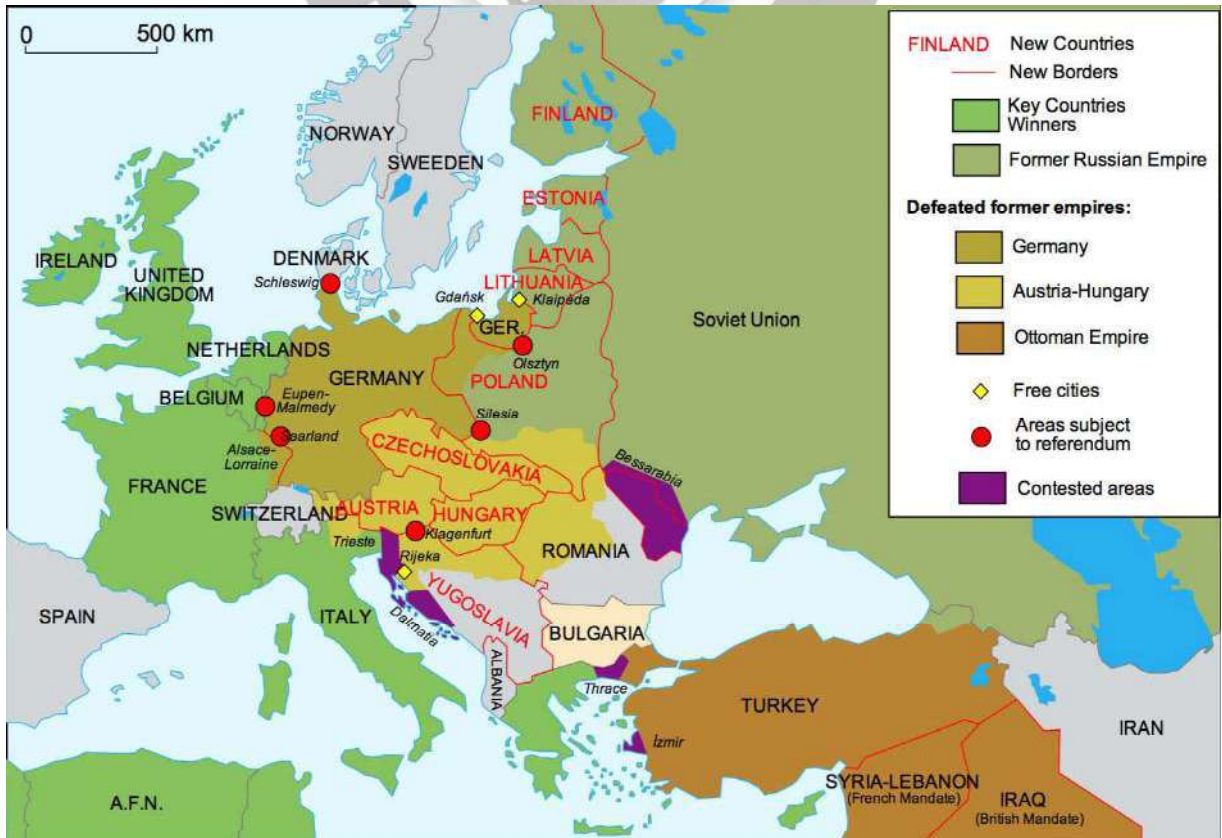 0 500 km
NORWAY
SWEEDEN
FINLAND
ESTONIA
LATVIA
LITHUANIA
Klaipėda
DENMARK
Schleswig
Gdańsk
GER.
Olsztyn
IRELAND
UNITED
KINGDOM
NETHERLANDS
GERMANY
POLAND
Soviet Union
BELGIUM
Eupen-
Malmedy
Silesia
Saarland
Alsace-
Lorraine
CZECHOSLOVAKIA
Bessarabia
FRANCE
SWITZERLAND
AUSTRIA
HUNGARY
Klagenfurt
Trieste
Rijeka
ROMANIA
YUGOSLAVIA
SPAIN
ITALY
Dalmatia
BULGARIA
ALBANIA
Thrace
TURKEY
İzmir
IRAN
SYRIA-LEBANON
(French Mandate)
IRAQ
(British Mandate)
A.F.N.
FINLAND New Countries
New Borders
Key Countries
Winners
Former Russian Empire
Defeated former empires:
Germany
Austria-Hungary
Ottoman Empire
Free cities
Areas subject
to referendum
Contested areas